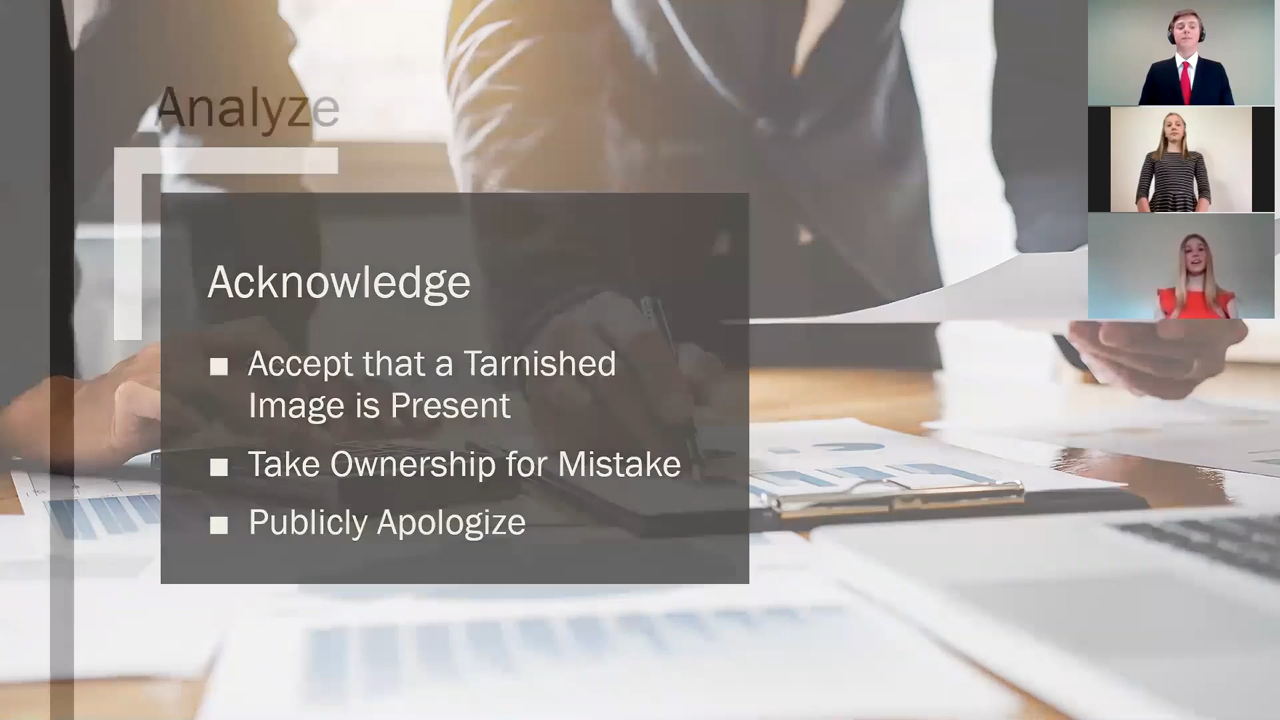 Analyze
Acknowledge
Accept that a Tarnished
Image is Present
Take Ownership for Mistake
Publicly Apologize